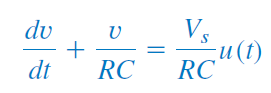 dv/dt + v/RC = V_s/RC u(t)